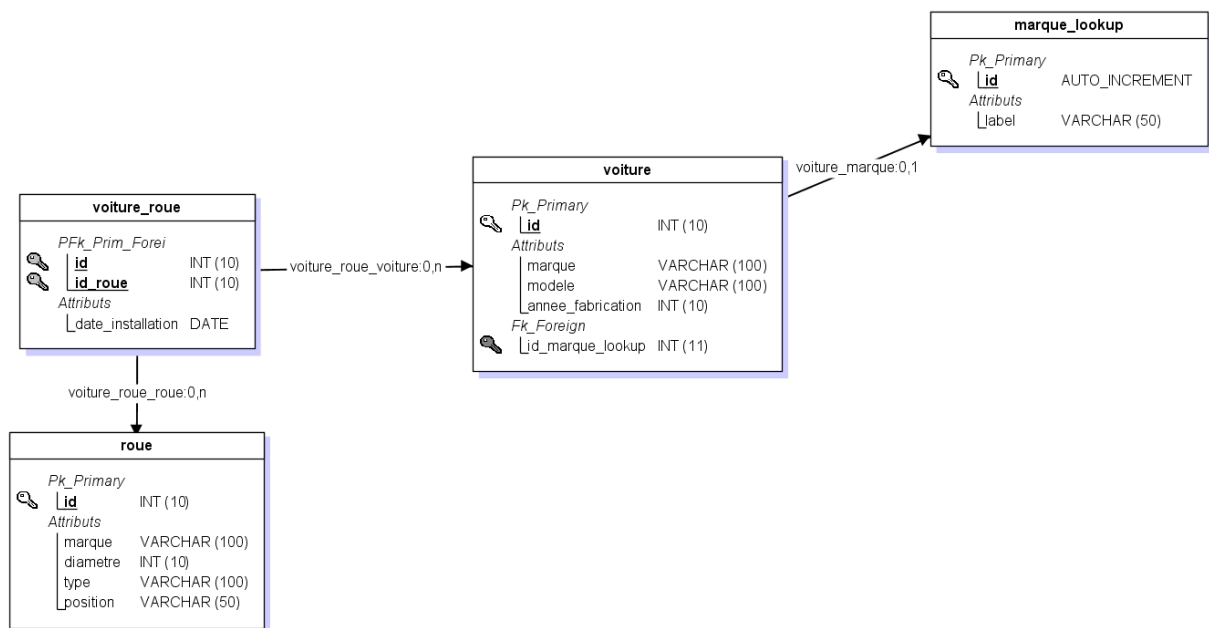 marque_lookup
Pk_Primary
id AUTO_INCREMENT
Attributs
label VARCHAR (50)
voiture_marque:0,1
voiture
Pk_Primary
id INT (10)
Attributs
marque VARCHAR (100)
modele VARCHAR (100)
annee_fabrication INT (10)
Fk_Foreign
id_marque_lookup INT (11)
voiture_roue
PFk_Prim_Forei
id INT (10)
id_roue INT (10)
Attributs
date_installation DATE
voiture_roue_voiture:0,n
voiture_roue_roue:0,n
roue
Pk_Primary
id INT (10)
Attributs
marque VARCHAR (100)
diametre INT (10)
type VARCHAR (100)
position VARCHAR (50)